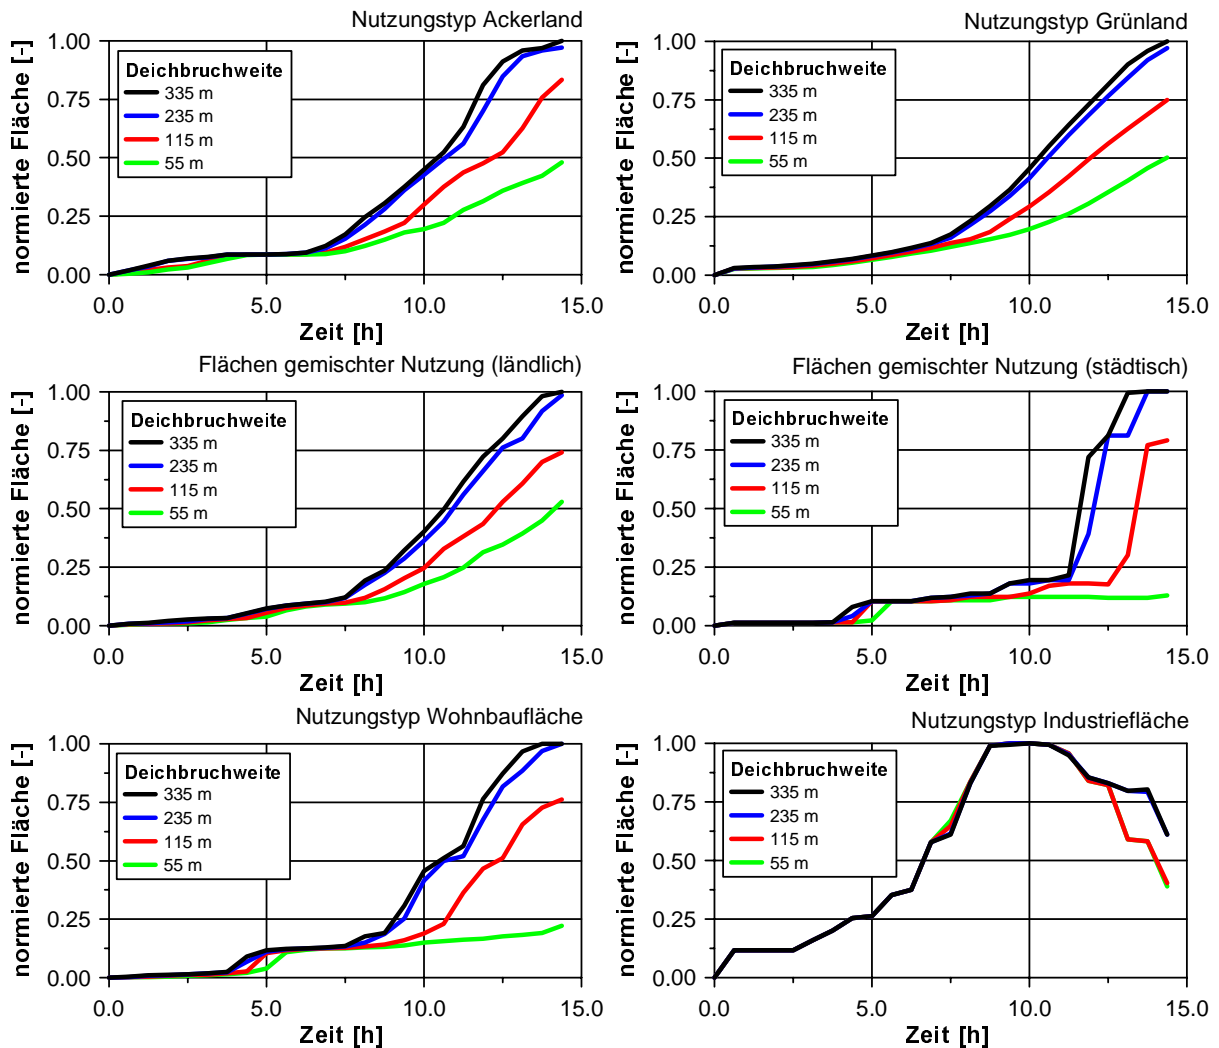 Nutzungstyp Ackerland
normierte Fläche [-]
1.00
0.75
0.50
0.25
0.00
Deichbruchweite
335 m
235 m
115 m
55 m
0.0 5.0 10.0 15.0
Zeit [h]
Nutzungstyp Grünland
normierte Fläche [-]
1.00
0.75
0.50
0.25
0.00
Deichbruchweite
335 m
235 m
115 m
55 m
0.0 5.0 10.0 15.0
Zeit [h]
Flächen gemischter Nutzung (ländlich)
normierte Fläche [-]
1.00
0.75
0.50
0.25
0.00
Deichbruchweite
335 m
235 m
115 m
55 m
0.0 5.0 10.0 15.0
Zeit [h]
Flächen gemischter Nutzung (städtisch)
normierte Fläche [-]
1.00
0.75
0.50
0.25
0.00
Deichbruchweite
335 m
235 m
115 m
55 m
0.0 5.0 10.0 15.0
Zeit [h]
Nutzungstyp Wohnbaufläche
normierte Fläche [-]
1.00
0.75
0.50
0.25
0.00
Deichbruchweite
335 m
235 m
115 m
55 m
0.0 5.0 10.0 15.0
Zeit [h]
Nutzungstyp Industriefläche
normierte Fläche [-]
1.00
0.75
0.50
0.25
0.00
Deichbruchweite
335 m
235 m
115 m
55 m
0.0 5.0 10.0 15.0
Zeit [h]